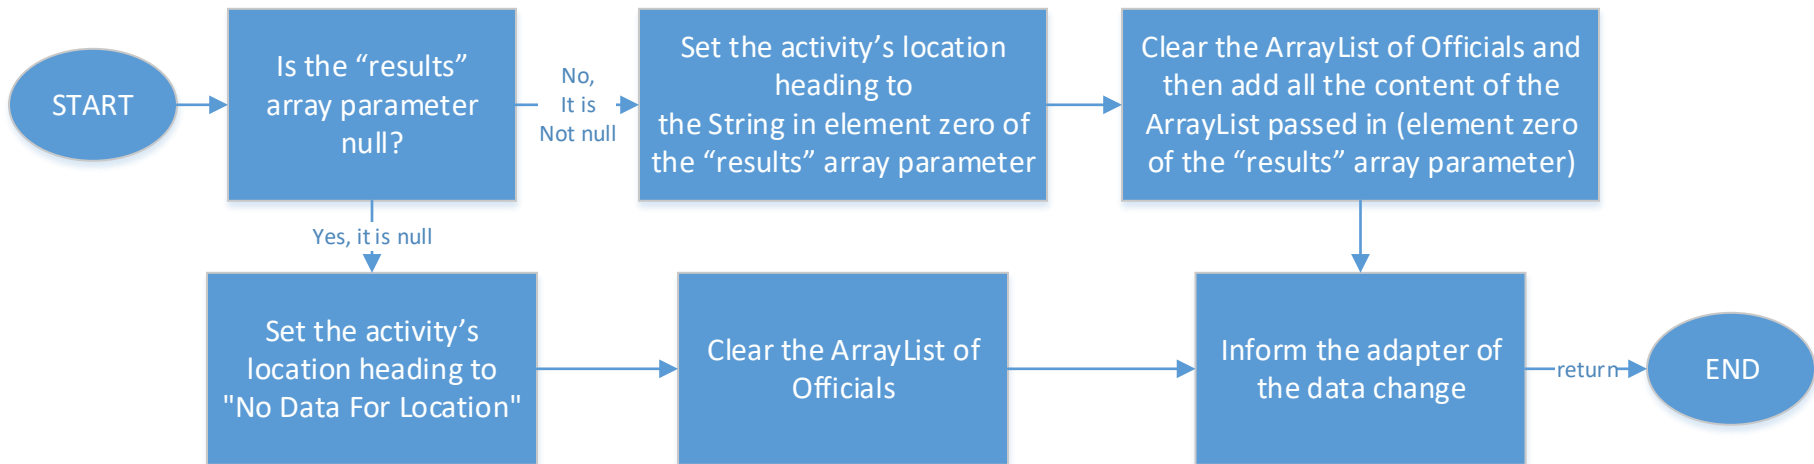 START
Is the “results”
array parameter
null?
No,
It is
Not null
Set the activity’s location
heading to
the String in element zero of
the “results” array parameter
Clear the ArrayList of Officials and
then add all the content of the
ArrayList passed in (element zero
of the “results” array parameter)
Yes, it is null
Set the activity’s
location heading to
"No Data For Location"
Clear the ArrayList of
Officials
Inform the adapter of
the data change
return
END